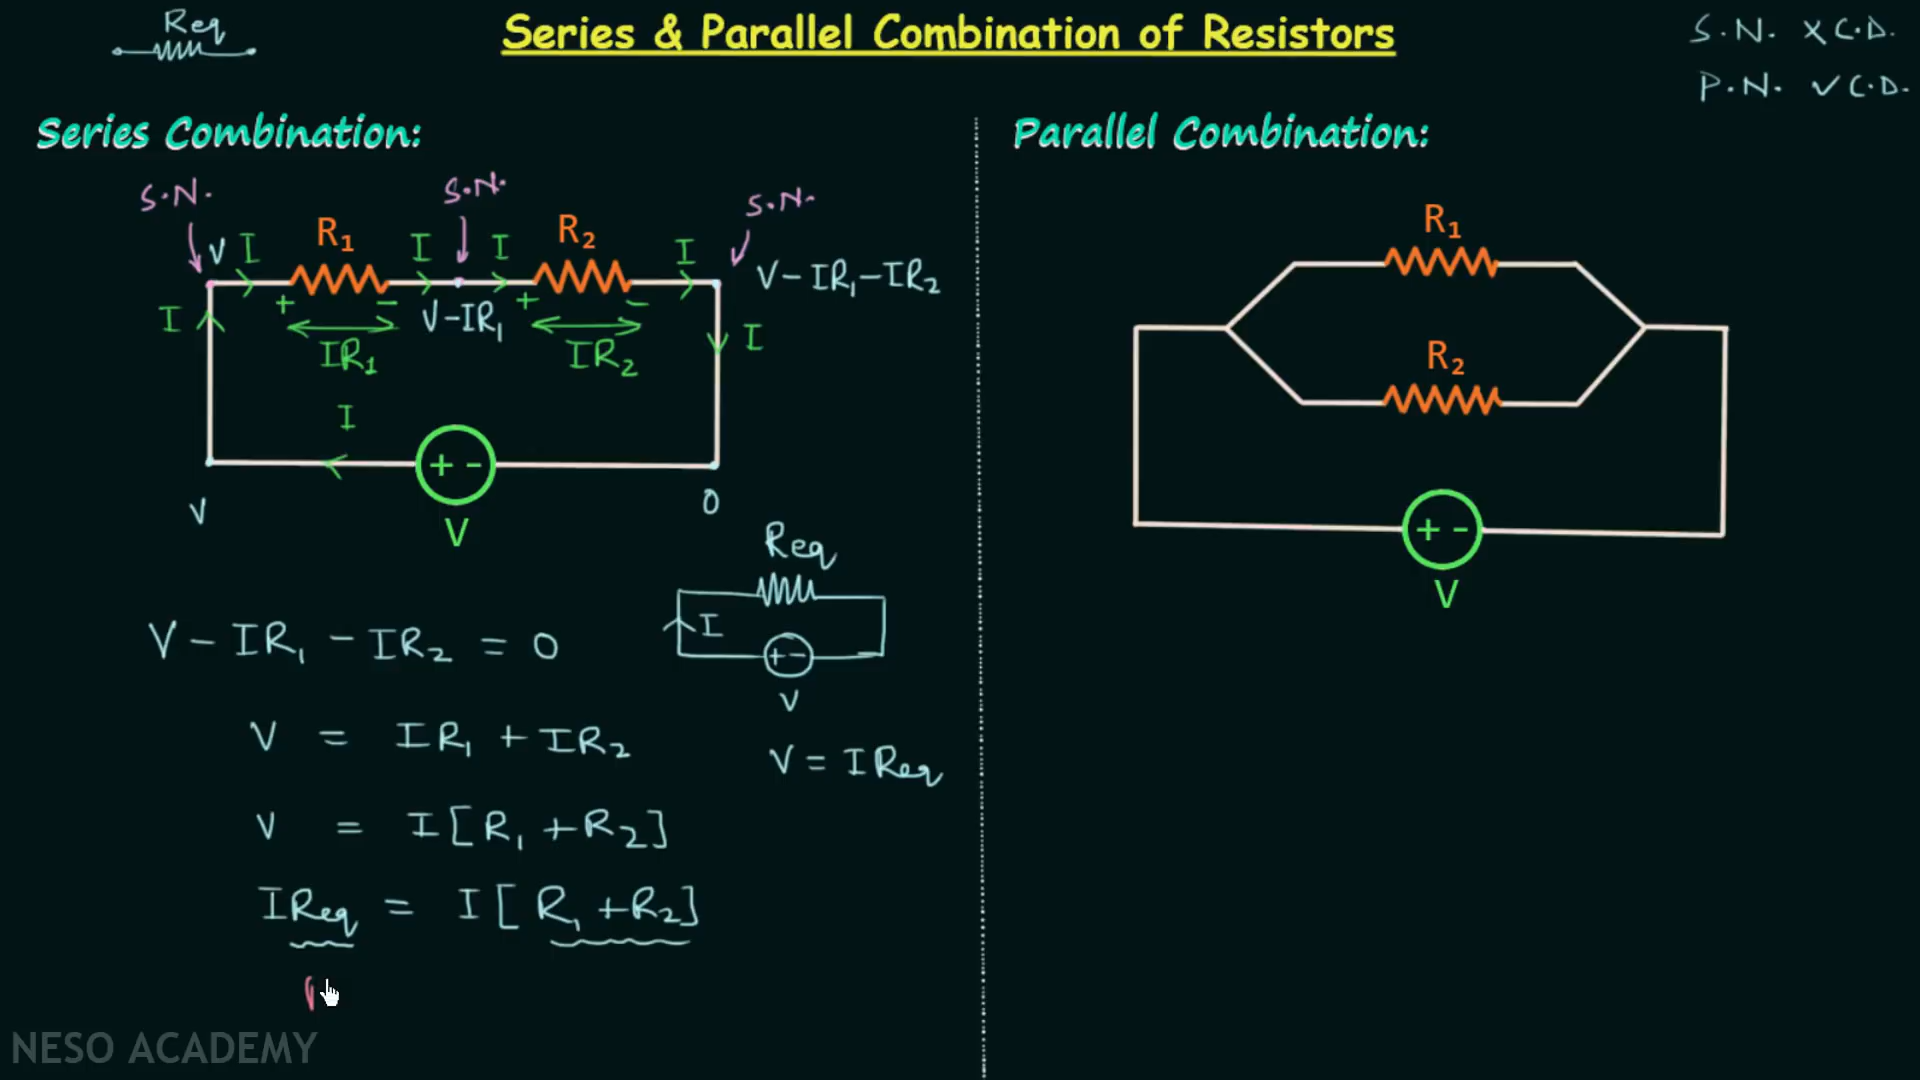 Req
Series & Parallel Combination of Resistors
S.N. X C.D.
P.N. ✓ C.D.
Series Combination:
S.N.
S.N.
S.N.
V I R1 I I R2 I
V-IR1-IR2
I + - V-IR1 + - I
IR1 IR2
I
+ -
V V 0
Req
I
+ -
V
V - IR1 - IR2 = 0
V = IR1 + IR2
V = IReq
V = I[R1 + R2]
IReq = I[R1 + R2]
Parallel Combination:
R1
R2
+ -
V
NESO ACADEMY